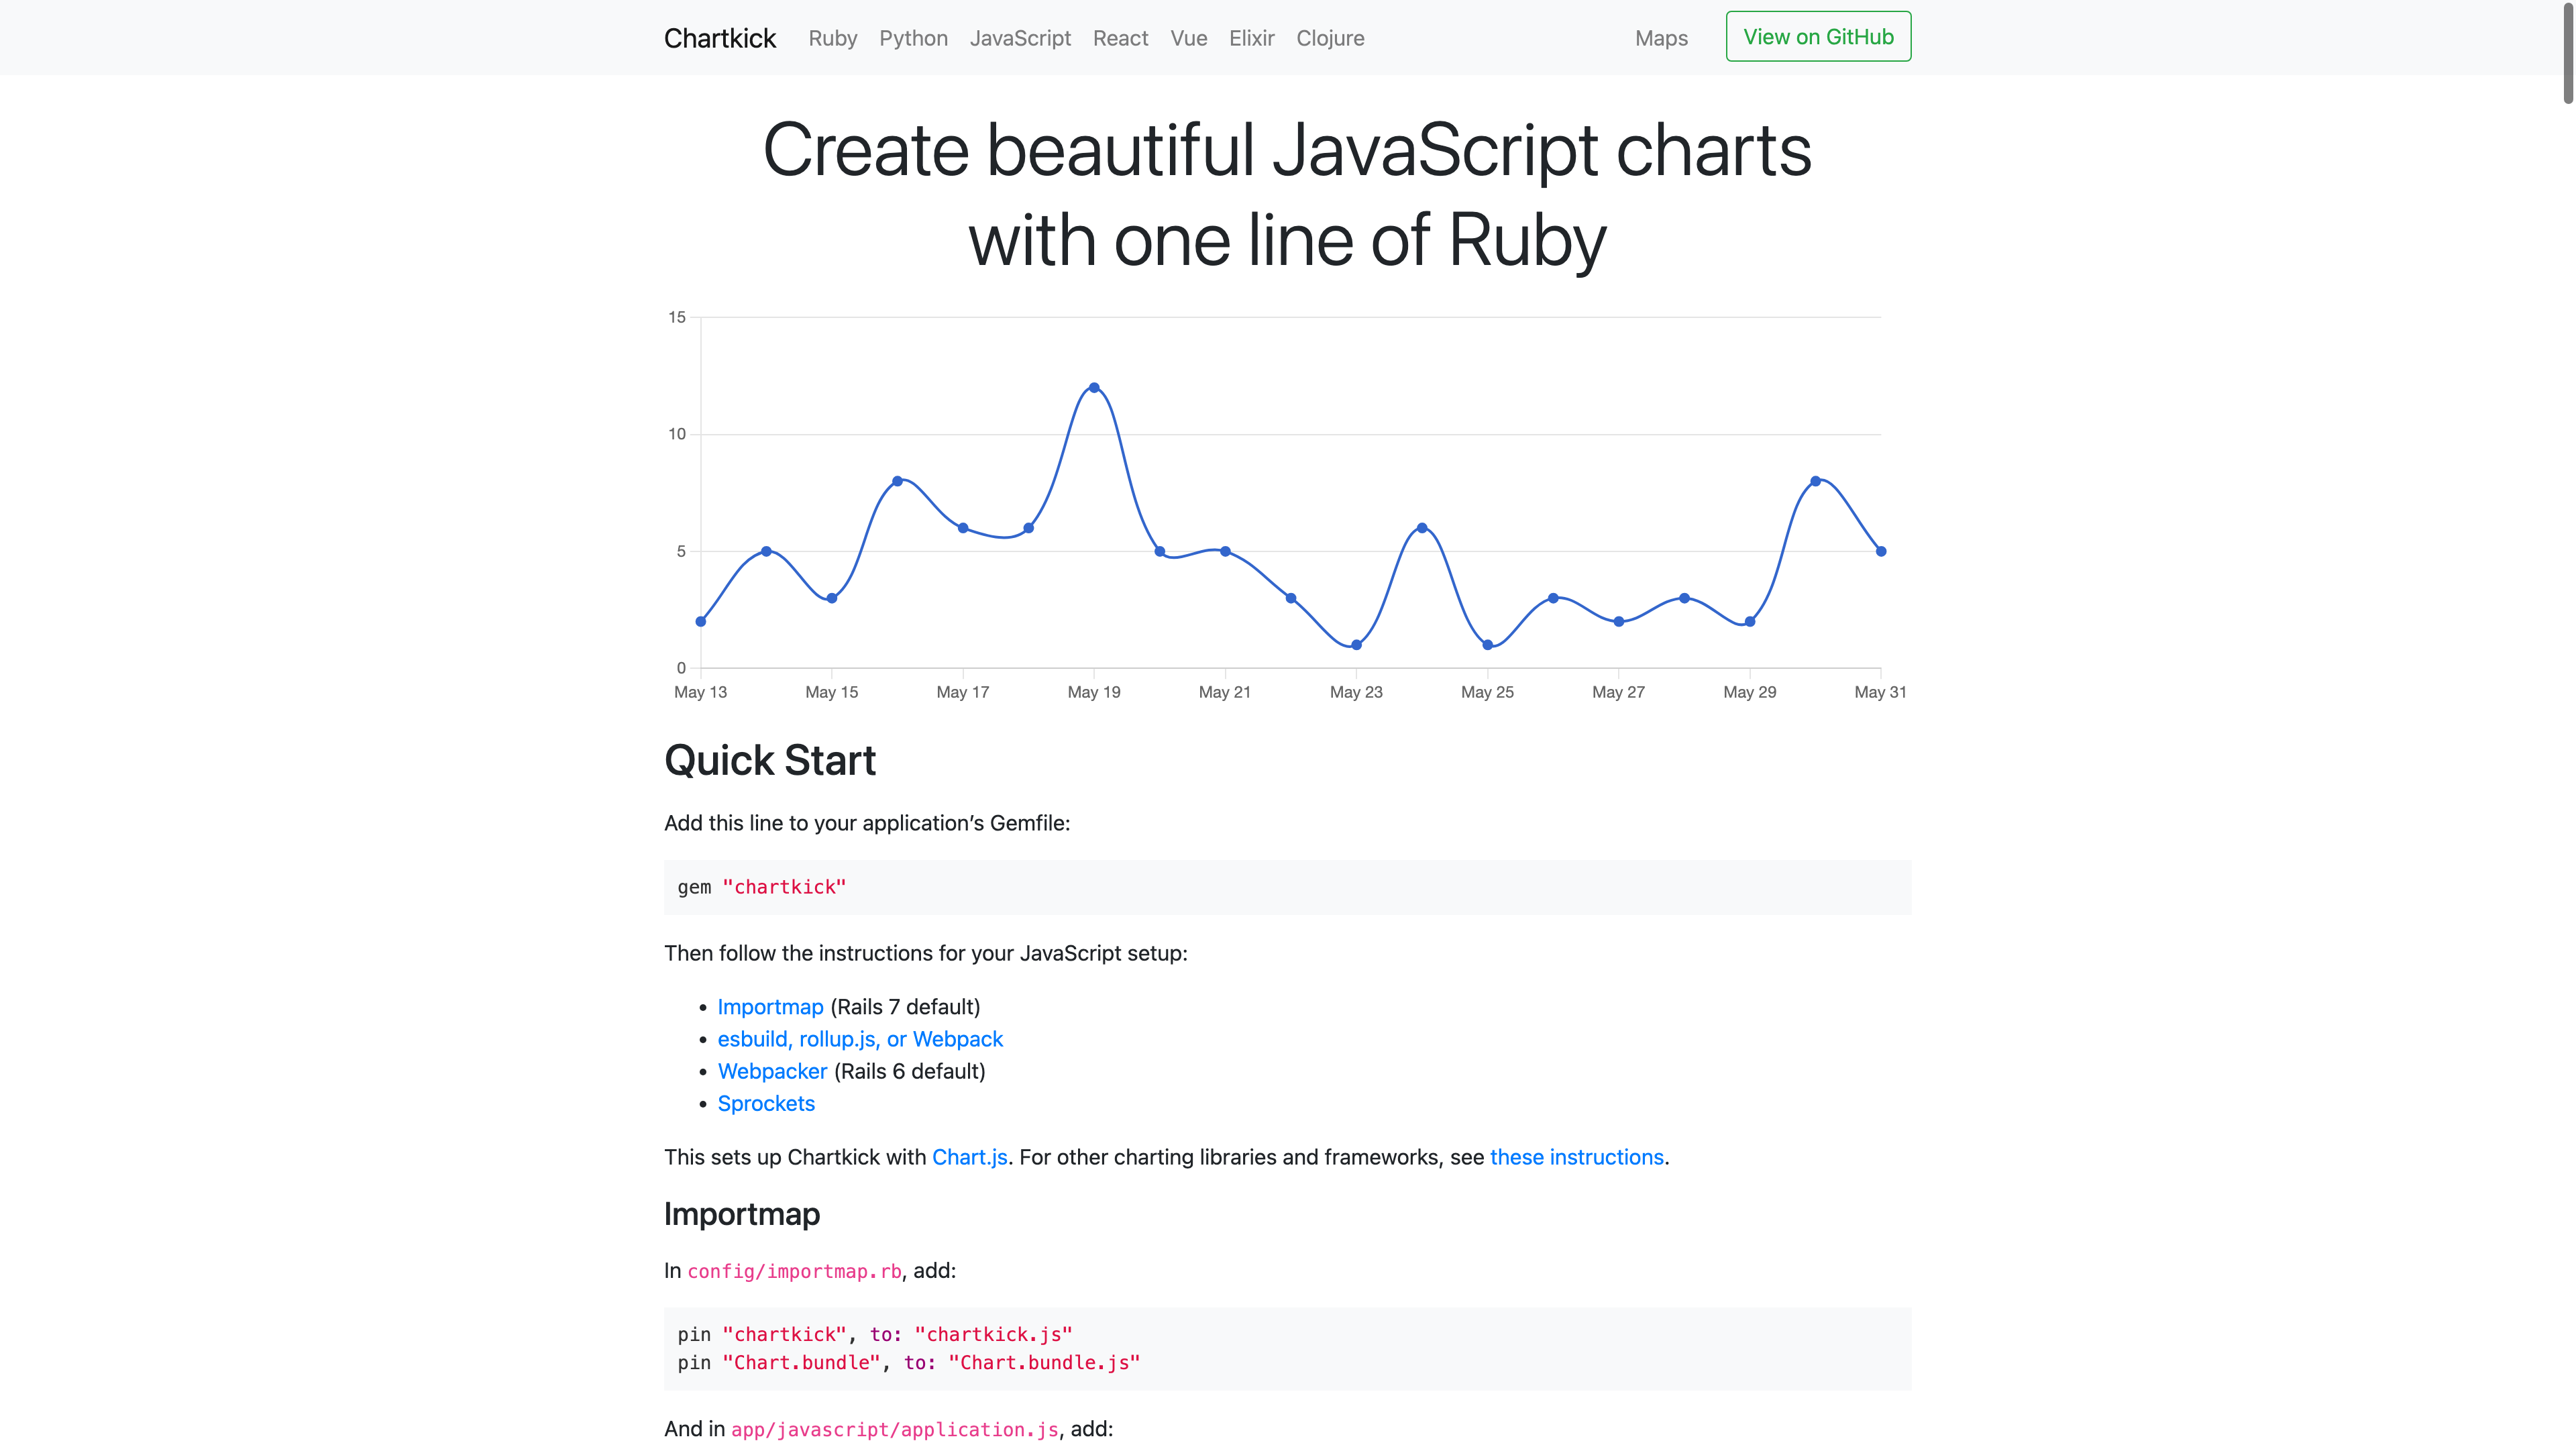 Chartkick Ruby Python JavaScript React Vue Elixir Clojure Maps View on GitHub
Create beautiful JavaScript charts
with one line of Ruby
15
10
5
0
May 13 May 15 May 17 May 19 May 21 May 23 May 25 May 27 May 29 May 31
Quick Start
Add this line to your application’s Gemfile:
gem "chartkick"
Then follow the instructions for your JavaScript setup:
• Importmap (Rails 7 default)
• esbuild, rollup.js, or Webpack
• Webpacker (Rails 6 default)
• Sprockets
This sets up Chartkick with Chart.js. For other charting libraries and frameworks, see these instructions.
Importmap
In config/importmap.rb, add:
pin "chartkick", to: "chartkick.js"
pin "Chart.bundle", to: "Chart.bundle.js"
And in app/javascript/application.js, add: